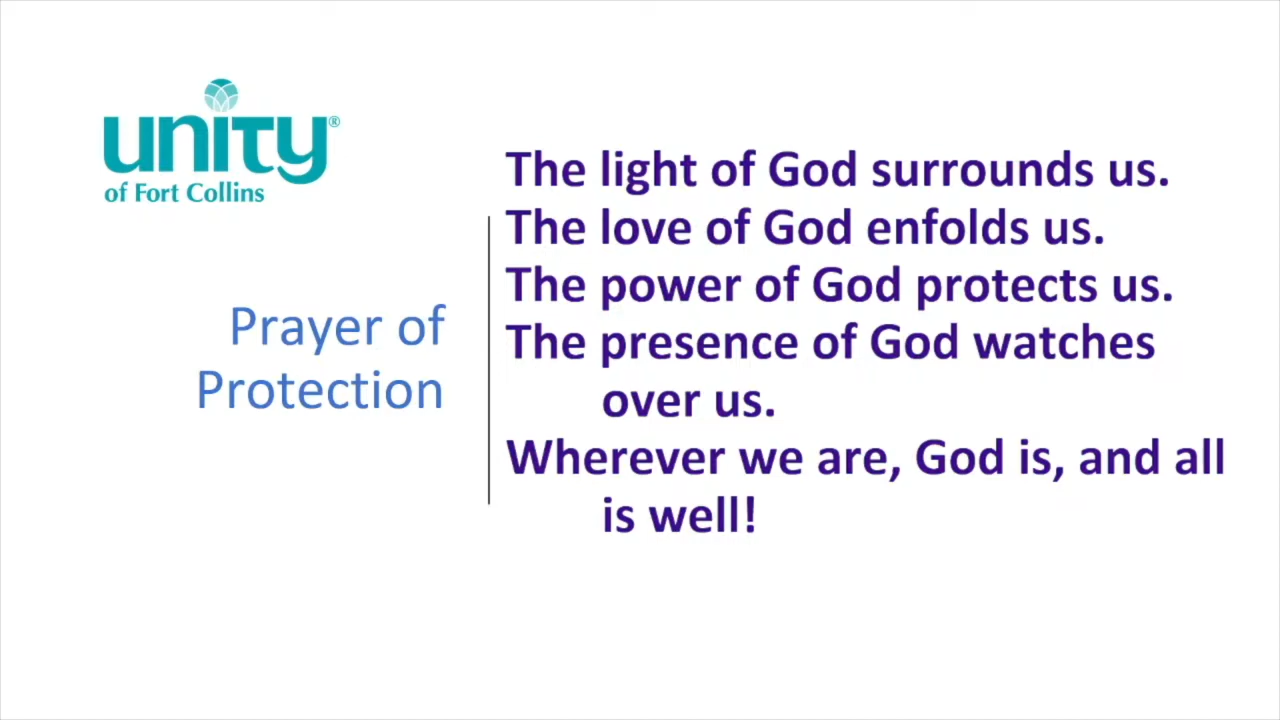 unity®
of Fort Collins
Prayer of
Protection
The light of God surrounds us.
The love of God enfolds us.
The power of God protects us.
The presence of God watches
over us.
Wherever we are, God is, and all
is well!